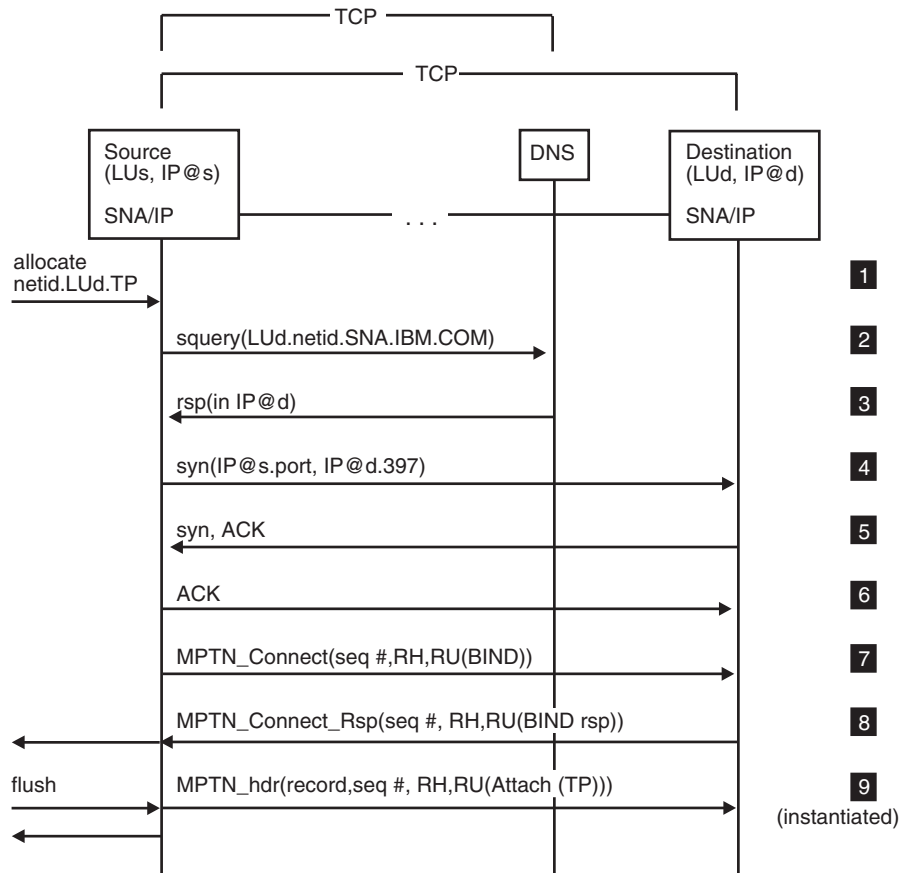 TCP
TCP
Source
(LUs, IP@s)
SNA/IP
DNS
Destination
(LUd, IP@d)
SNA/IP
. . .
allocate
netid.LUd.TP
1
squery(LUd.netid.SNA.IBM.COM)
2
rsp(in IP@d)
3
syn(IP@s.port, IP@d.397)
4
syn, ACK
5
ACK
6
MPTN_Connect(seq #,RH,RU(BIND))
7
MPTN_Connect_Rsp(seq #, RH,RU(BIND rsp))
8
flush
MPTN_hdr(record,seq #, RH,RU(Attach (TP)))
9
(instantiated)